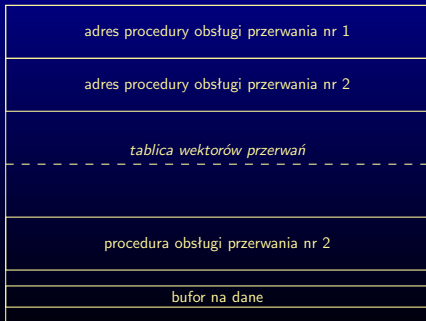 adres procedury obsługi przerwania nr 1
adres procedury obsługi przerwania nr 2
tablica wektorów przerwań
procedura obsługi przerwania nr 2
bufor na dane